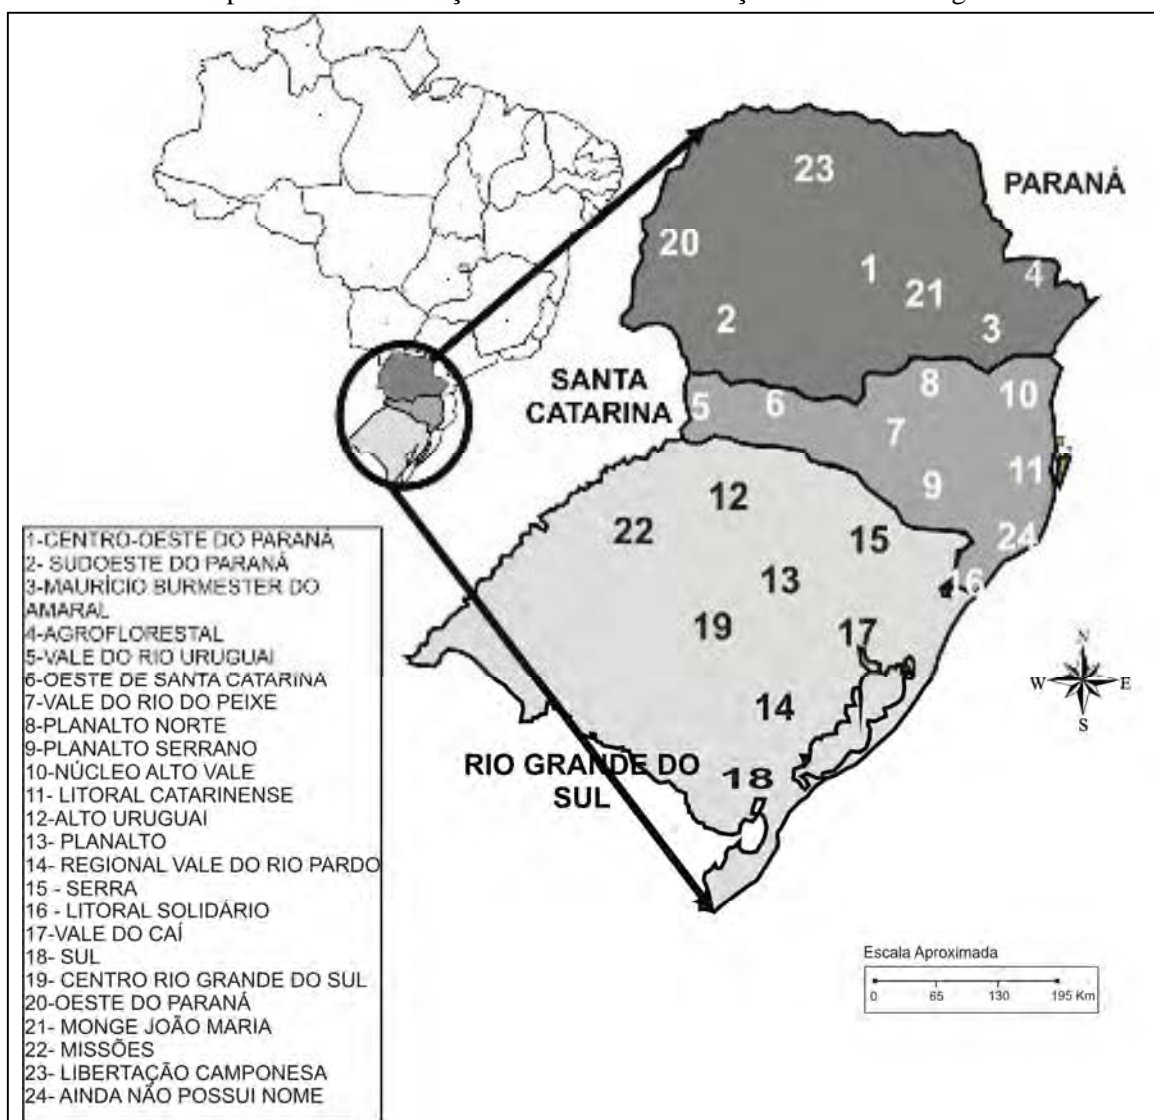 23
PARANÁ
20
1
4
21
2
3
SANTA
CATARINA
8
5
6
10
7
11
9
12
22
15
24
13
16
19
17
14
RIO GRANDE DO
SUL
18
N
W
E
S
1-CENTRO-OESTE DO PARANÁ
2- SUDOESTE DO PARANÁ
3-MAURÍCIO BURMESTER DO
AMARAL
4-AGROFLORESTAL
5-VALE DO RIO URUGUAI
6-OESTE DE SANTA CATARINA
7-VALE DO RIO DO PEIXE
8-PLANALTO NORTE
9-PLANALTO SERRANO
10-NÚCLEO ALTO VALE
11- LITORAL CATARINENSE
12-ALTO URUGUAI
13- PLANALTO
14- REGIONAL VALE DO RIO PARDO
15 - SERRA
16 - LITORAL SOLIDÁRIO
17-VALE DO CAÍ
18- SUL
19- CENTRO RIO GRANDE DO SUL
20-OESTE DO PARANÁ
21- MONGE JOÃO MARIA
22- MISSÕES
23- LIBERTAÇÃO CAMPONESA
24- AINDA NÃO POSSUI NOME
Escala Aproximada
0 65 130 195 Km